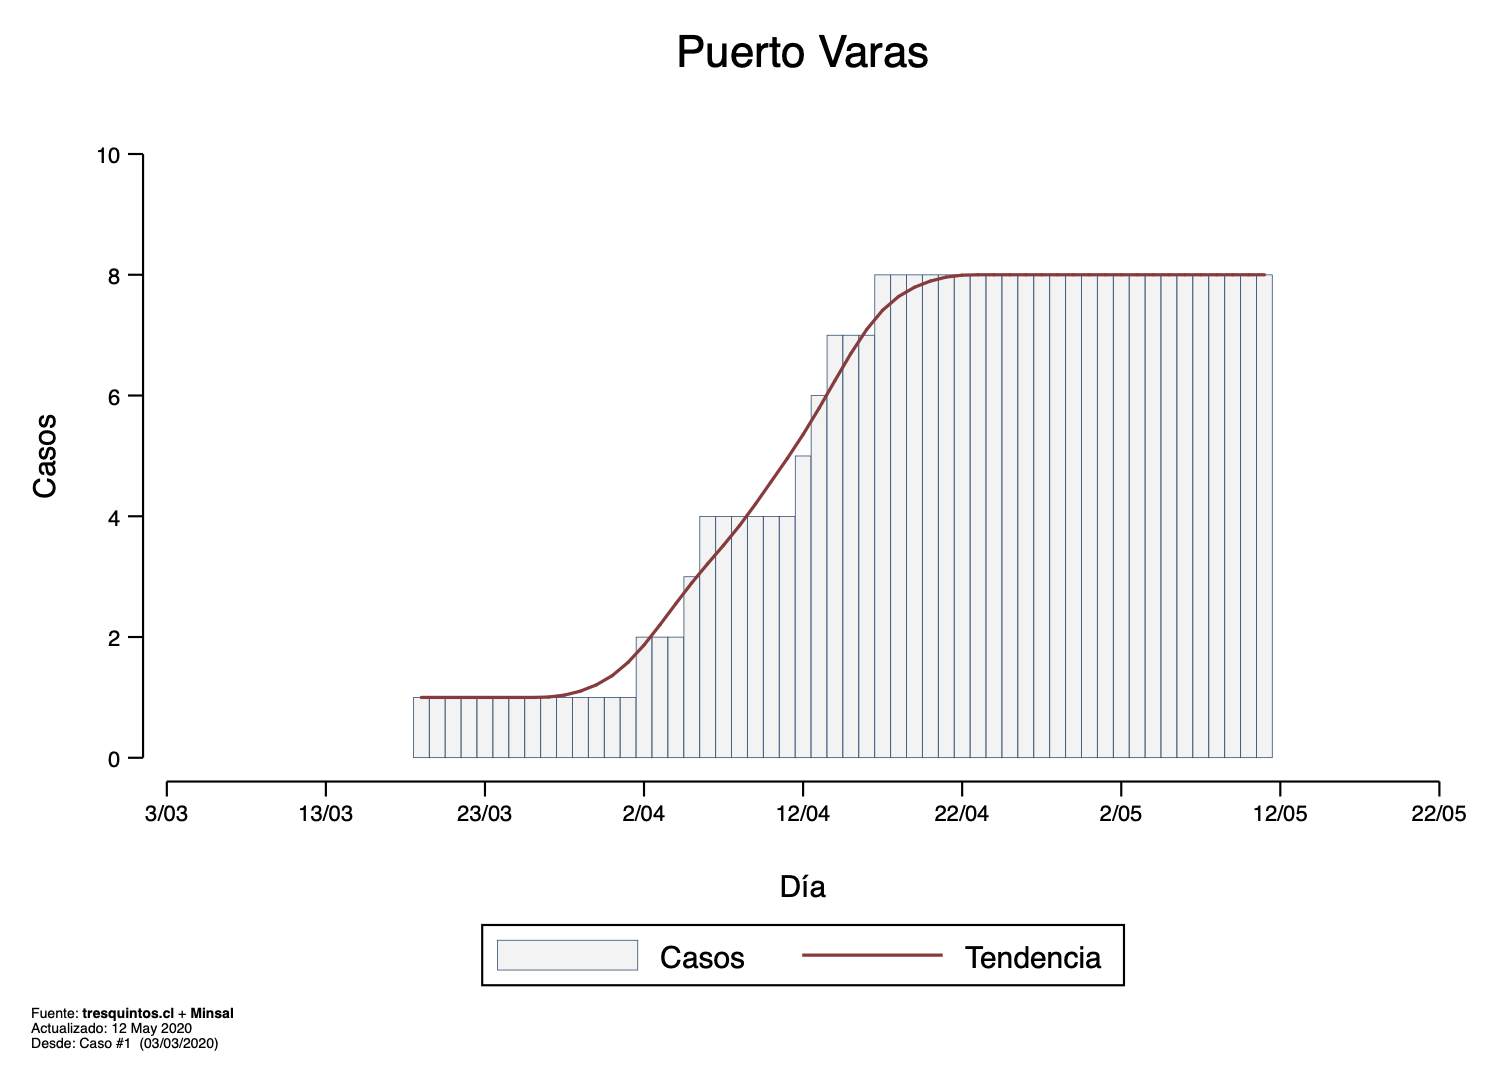 Puerto Varas
10
8
6
4
2
0
Casos
3/03 13/03 23/03 2/04 12/04 22/04 2/05 12/05 22/05
Día
Casos Tendencia
Fuente: tresquintos.cl + Minsal
Actualizado: 12 May 2020
Desde: Caso #1 (03/03/2020)